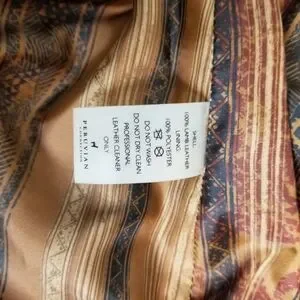 SHELL:
100% LAMB LEATHER
LINING:
100% POLYESTER
DO NOT WASH
DO NOT DRY CLEAN
PROFESSIONAL
LEATHER CLEANER
ONLY
PERUVIAN
CONNECTION